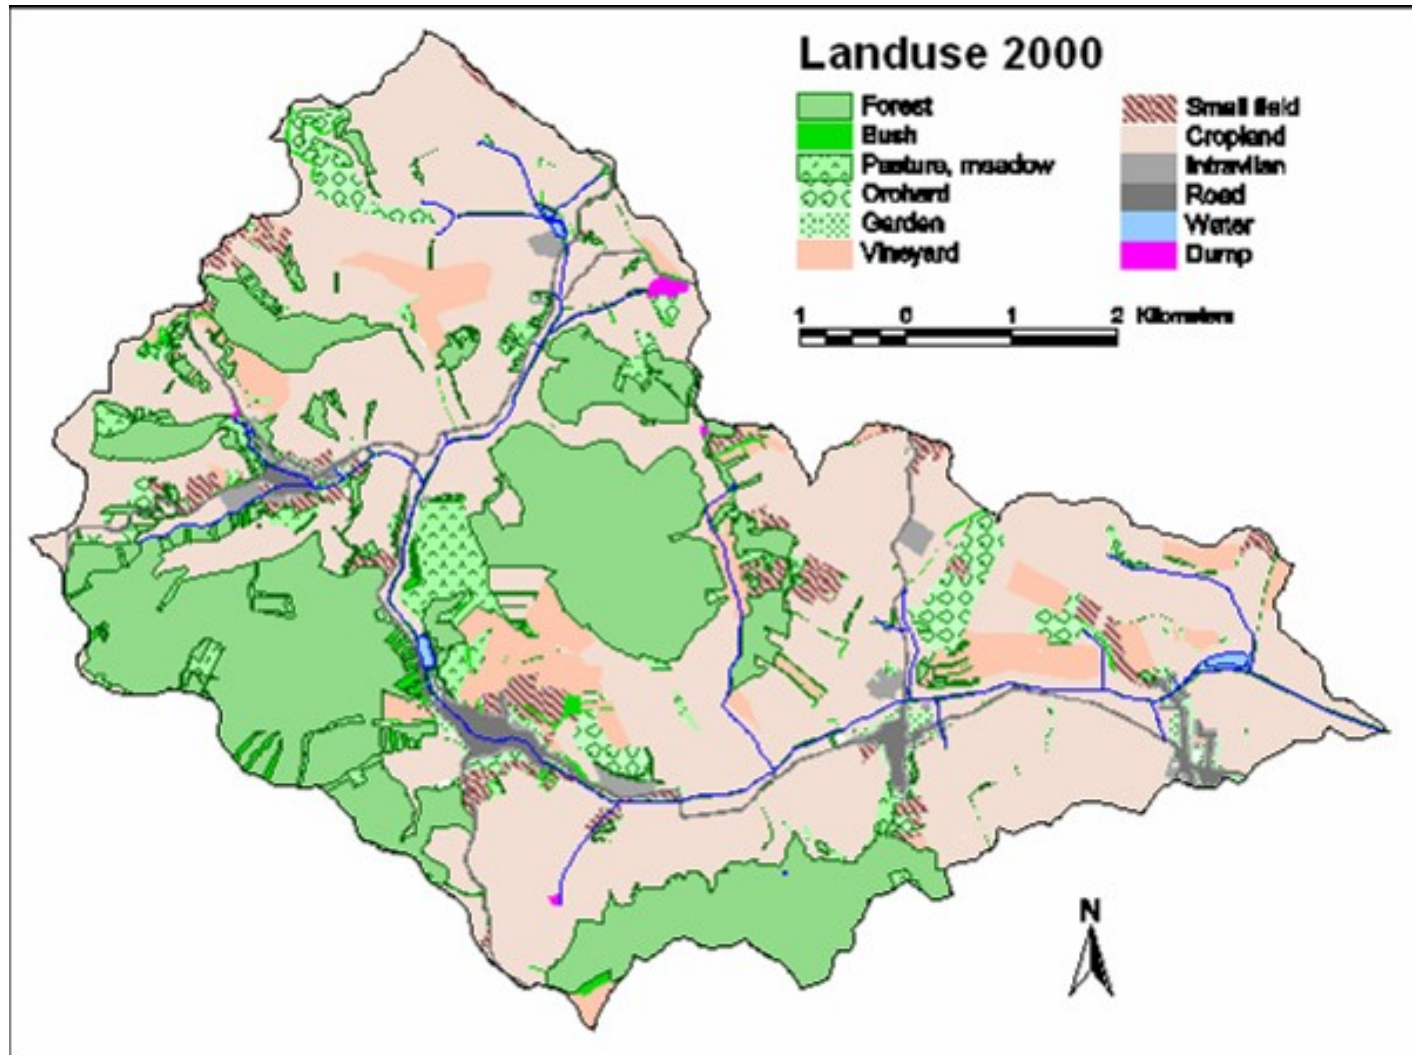 Landuse 2000
Forest
Bush
Pasture, meadow
Orchard
Garden
Vineyard
Small field
Cropland
Intravilan
Road
Water
Dump
1 0 1 2 Kilometers
N